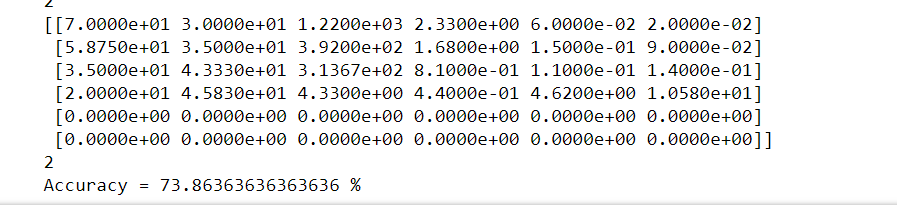 2
[[7.0000e+01 3.0000e+01 1.2200e+03 2.3300e+00 6.0000e-02 2.0000e-02]
[5.8750e+01 3.5000e+01 3.9200e+02 1.6800e+00 1.5000e-01 9.0000e-02]
[3.5000e+01 4.3330e+01 3.1367e+02 8.1000e-01 1.1000e-01 1.4000e-01]
[2.0000e+01 4.5830e+01 4.3300e+00 4.4000e-01 4.6200e+00 1.0580e+01]
[0.0000e+00 0.0000e+00 0.0000e+00 0.0000e+00 0.0000e+00 0.0000e+00]
[0.0000e+00 0.0000e+00 0.0000e+00 0.0000e+00 0.0000e+00 0.0000e+00]]
2
Accuracy = 73.86363636363636 %